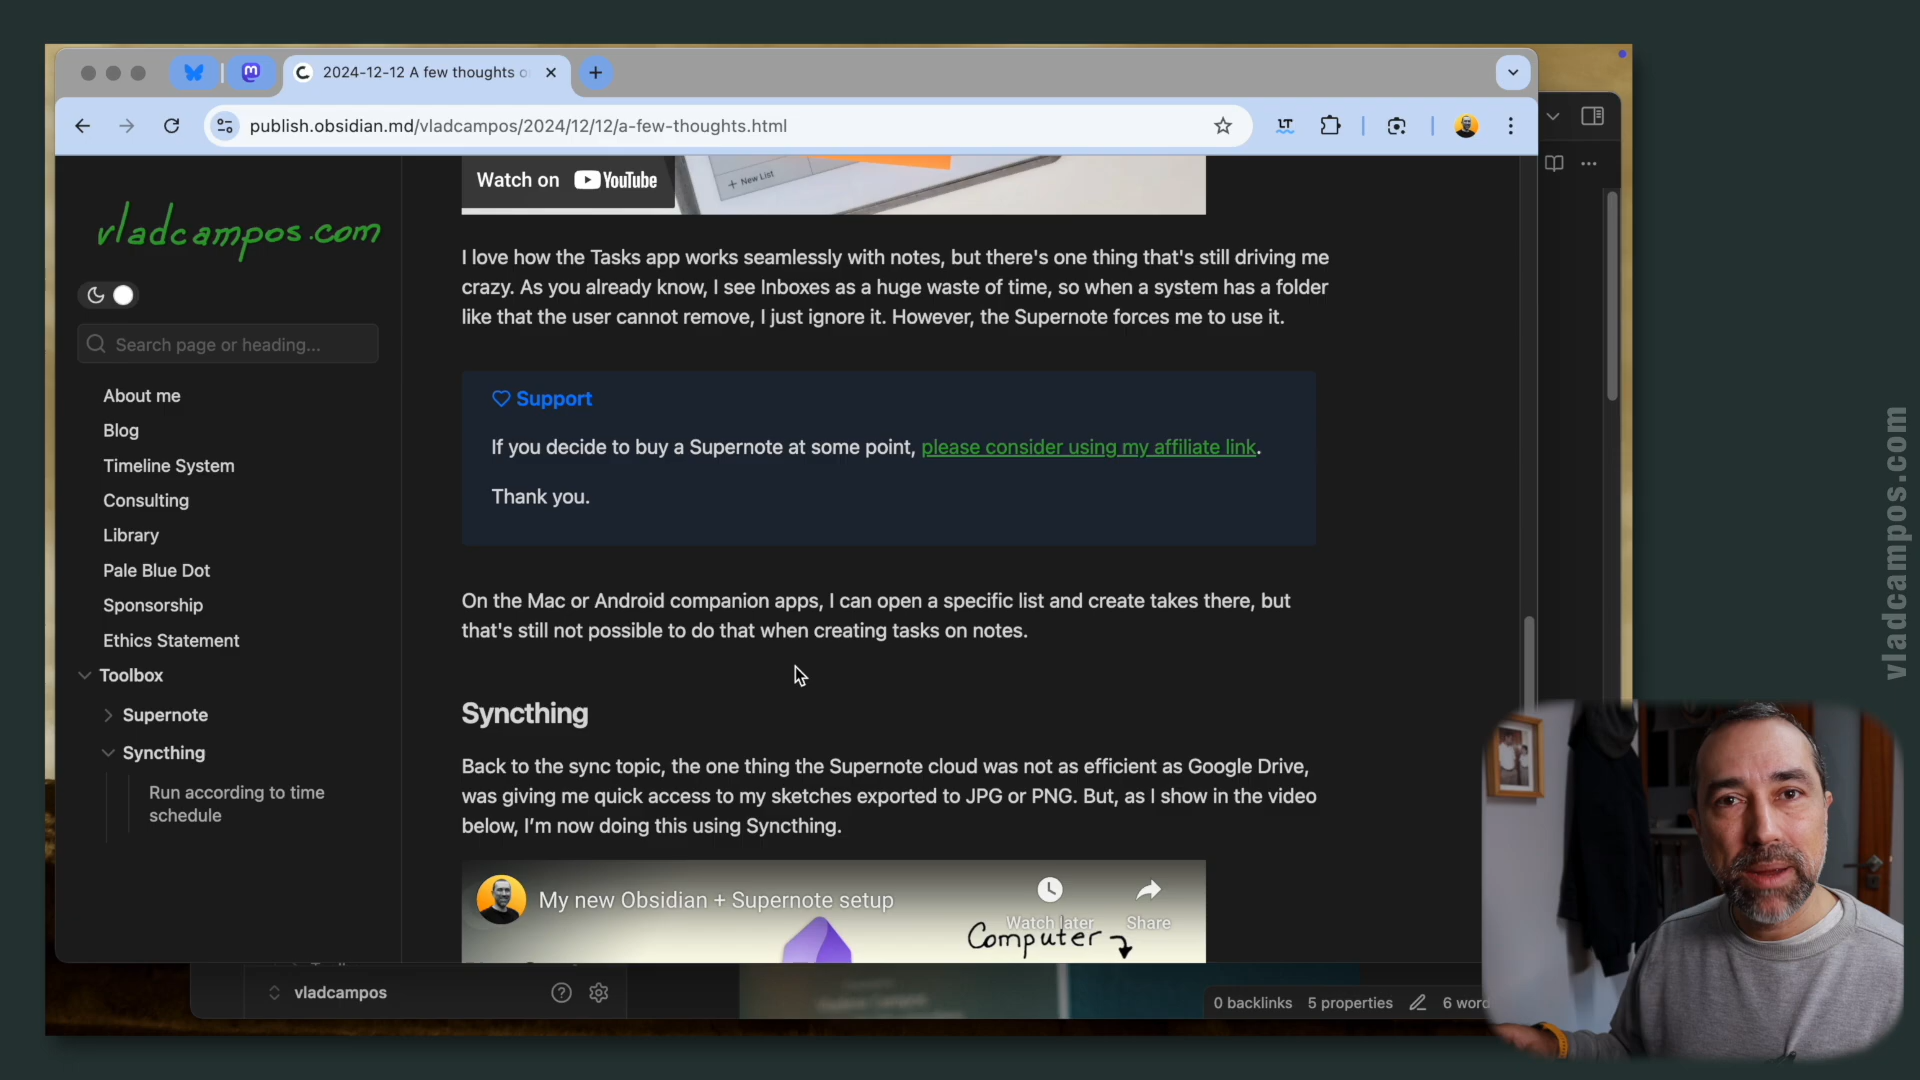 2024-12-12 A few thoughts o
publish.obsidian.md/vladcampos/2024/12/12/a-few-thoughts.html
LT
vladcampos.com
Search page or heading...
About me
Blog
Timeline System
Consulting
Library
Pale Blue Dot
Sponsorship
Ethics Statement
Toolbox
Supernote
Syncthing
Run according to time
schedule
Watch on YouTube
+ New List
I love how the Tasks app works seamlessly with notes, but there's one thing that's still driving me
crazy. As you already know, I see Inboxes as a huge waste of time, so when a system has a folder
like that the user cannot remove, I just ignore it. However, the Supernote forces me to use it.
Support
If you decide to buy a Supernote at some point, please consider using my affiliate link.
Thank you.
On the Mac or Android companion apps, I can open a specific list and create takes there, but
that's still not possible to do that when creating tasks on notes.
Syncthing
Back to the sync topic, the one thing the Supernote cloud was not as efficient as Google Drive,
was giving me quick access to my sketches exported to JPG or PNG. But, as I show in the video
below, I'm now doing this using Syncthing.
My new Obsidian + Supernote setup
Watch later
Share
Computer
vladcampos
0 backlinks 5 properties 6 word
vladcampos.com